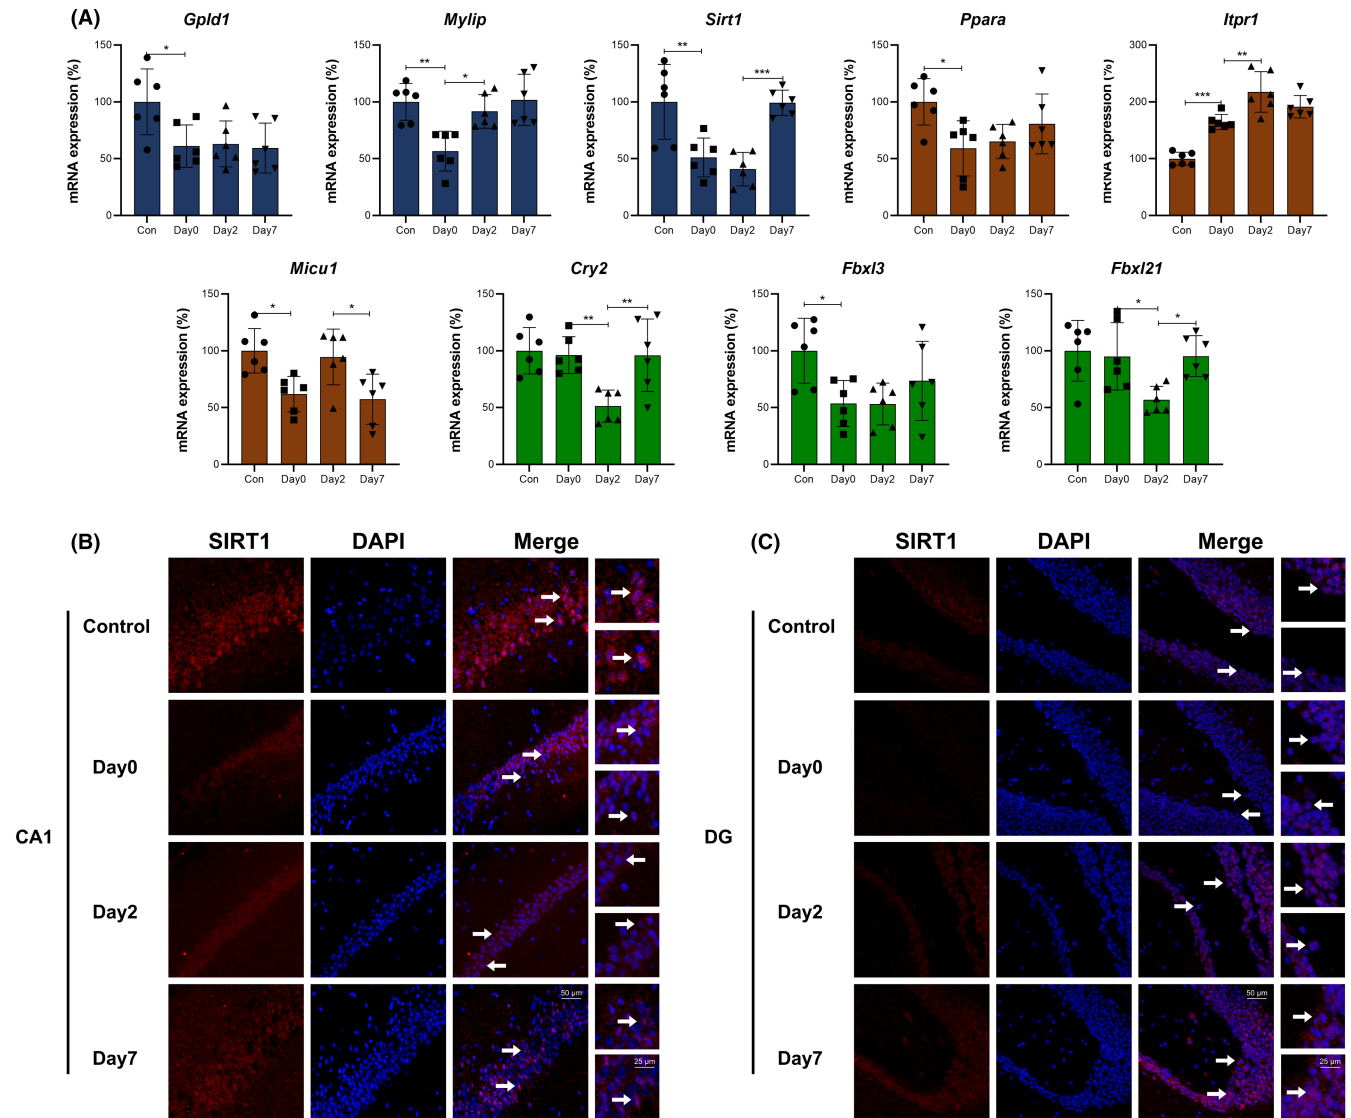 (A)
Gpld1
Mylip
Sirt1
Ppara
Itpr1
mRNA expression (%)
150
100
50
0
*
Con Day0 Day2 Day7
mRNA expression (%)
150
100
50
0
**
*
Con Day0 Day2 Day7
mRNA expression (%)
150
100
50
0
**
***
Con Day0 Day2 Day7
mRNA expression (%)
150
100
50
0
*
Con Day0 Day2 Day7
mRNA expression (%)
300
200
100
0
***
**
Con Day0 Day2 Day7
Micu1
Cry2
Fbxl3
Fbxl21
mRNA expression (%)
150
100
50
0
*
*
Con Day0 Day2 Day7
mRNA expression (%)
150
100
50
0
**
**
Con Day0 Day2 Day7
mRNA expression (%)
150
100
50
0
*
Con Day0 Day2 Day7
mRNA expression (%)
150
100
50
0
*
*
Con Day0 Day2 Day7
(B)
SIRT1 DAPI Merge
Control
Day0
CA1
Day2
Day7
50 µm
25 µm
(C)
SIRT1 DAPI Merge
Control
Day0
DG
Day2
Day7
50 µm
25 µm